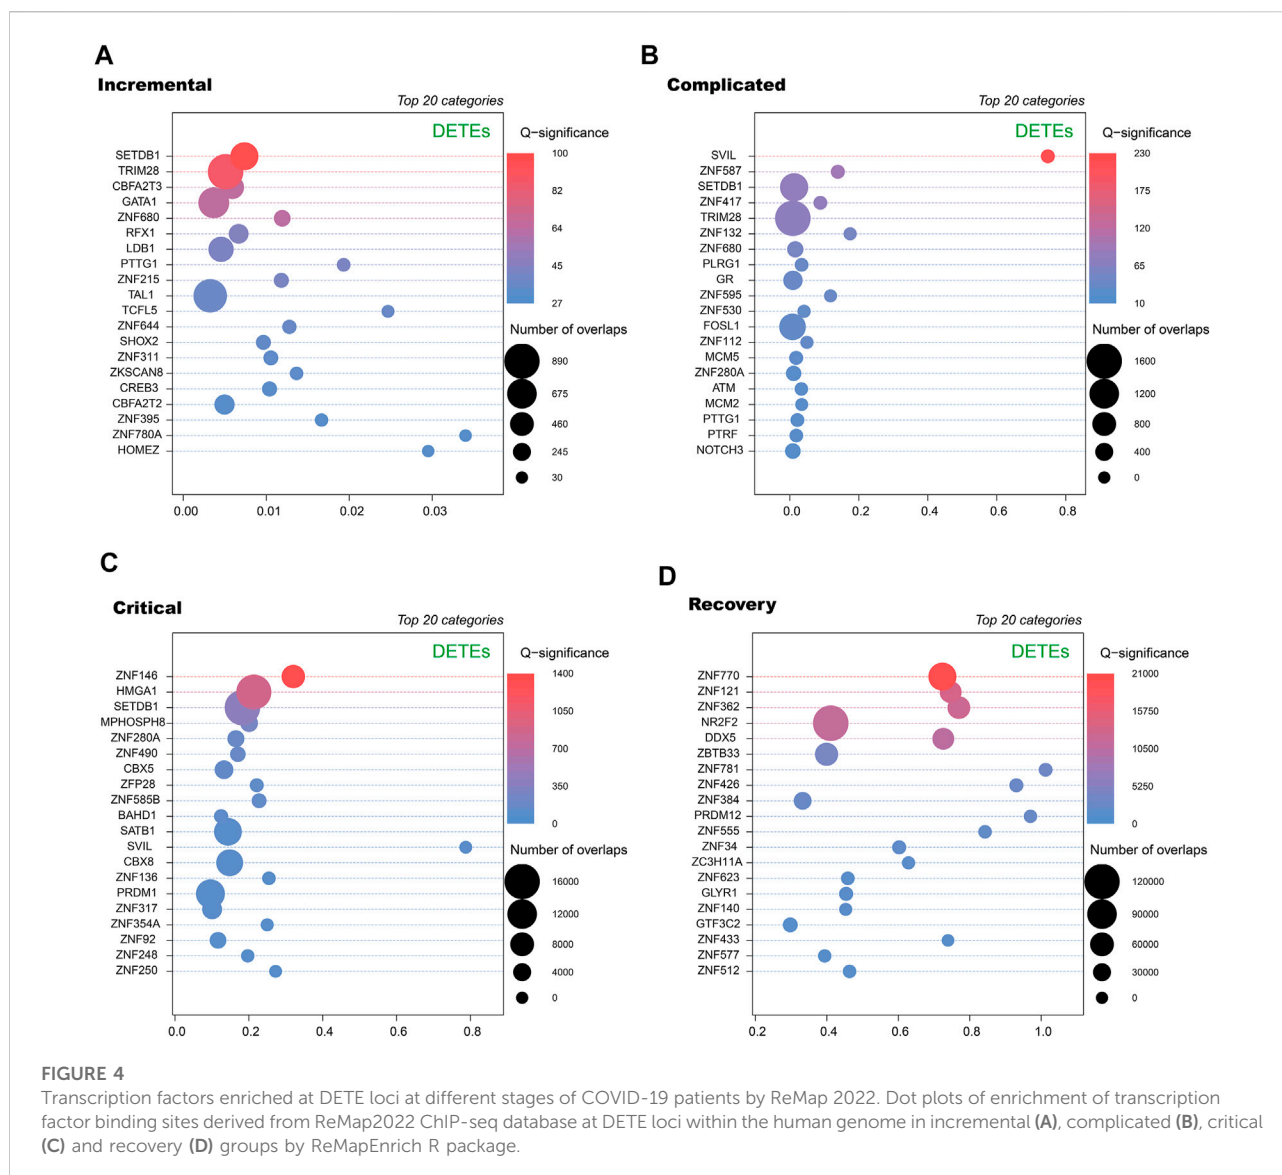 A
Incremental
Top 20 categories
DETEs
SETDB1
TRIM28
CBFA2T3
GATA1
ZNF680
RFX1
LDB1
PTTG1
ZNF215
TAL1
TCFL5
ZNF644
SHOX2
ZNF311
ZKSCAN8
CREB3
CBFA2T2
ZNF395
ZNF780A
HOMEZ
0.00 0.01 0.02 0.03
Q−significance
100
82
64
45
27
Number of overlaps
890
675
460
245
30
B
Complicated
Top 20 categories
DETEs
SVIL
ZNF587
SETDB1
ZNF417
TRIM28
ZNF132
ZNF680
PLRG1
GR
ZNF595
ZNF530
FOSL1
ZNF112
MCM5
ZNF280A
ATM
MCM2
PTTG1
PTRF
NOTCH3
0.0 0.2 0.4 0.6 0.8
Q−significance
230
175
120
65
10
Number of overlaps
1600
1200
800
400
0
C
Critical
Top 20 categories
DETEs
ZNF146
HMGA1
SETDB1
MPHOSPH8
ZNF280A
ZNF490
CBX5
ZFP28
ZNF585B
BAHD1
SATB1
SVIL
CBX8
ZNF136
PRDM1
ZNF317
ZNF354A
ZNF92
ZNF248
ZNF250
0.0 0.2 0.4 0.6 0.8
Q−significance
1400
1050
700
350
0
Number of overlaps
16000
12000
8000
4000
0
D
Recovery
Top 20 categories
DETEs
ZNF770
ZNF121
ZNF362
NR2F2
DDX5
ZBTB33
ZNF781
ZNF426
ZNF384
PRDM12
ZNF555
ZNF34
ZC3H11A
ZNF623
GLYR1
ZNF140
GTF3C2
ZNF433
ZNF577
ZNF512
0.2 0.4 0.6 0.8 1.0
Q−significance
21000
15750
10500
5250
0
Number of overlaps
120000
90000
60000
30000
0
FIGURE 4
Transcription factors enriched at DETE loci at different stages of COVID-19 patients by ReMap 2022. Dot plots of enrichment of transcription
factor binding sites derived from ReMap2022 ChIP-seq database at DETE loci within the human genome in incremental (A), complicated (B), critical
(C) and recovery (D) groups by ReMapEnrich R package.